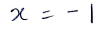 x = - 1